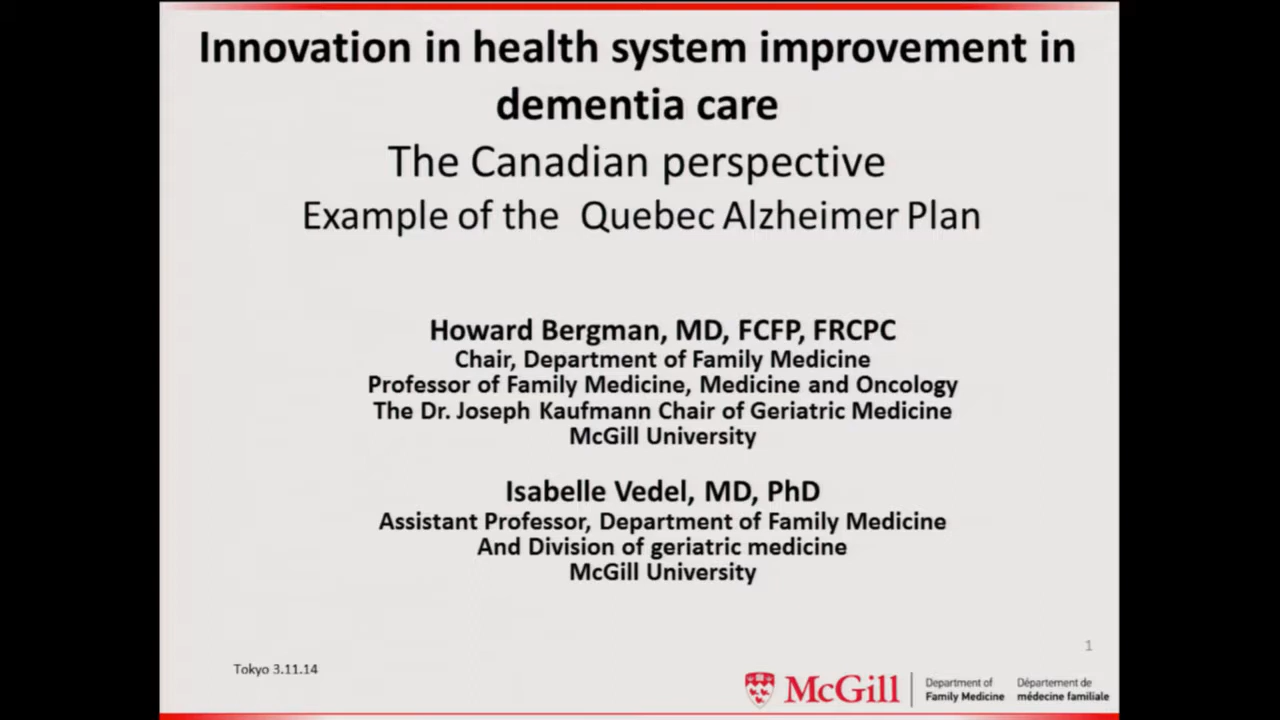 Innovation in health system improvement in
dementia care
The Canadian perspective
Example of the Quebec Alzheimer Plan
Howard Bergman, MD, FCFP, FRCPC
Chair, Department of Family Medicine
Professor of Family Medicine, Medicine and Oncology
The Dr. Joseph Kaufmann Chair of Geriatric Medicine
McGill University
Isabelle Vedel, MD, PhD
Assistant Professor, Department of Family Medicine
And Division of geriatric medicine
McGill University
1
Tokyo 3.11.14
McGill
Department of
Family Medicine
Département de
médecine familiale